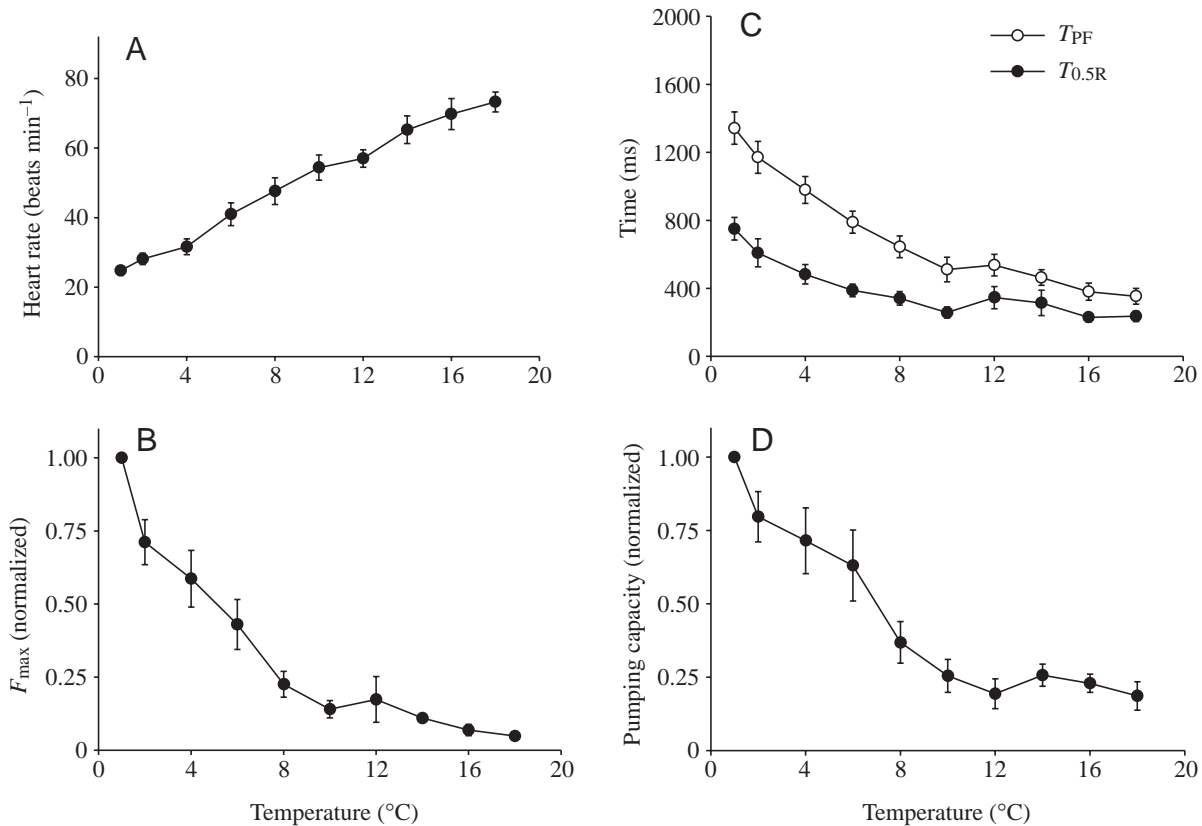 A
Heart rate (beats min⁻¹)
80
60
40
20
0
0 4 8 12 16 20
C
T_PF
T_0.5R
Time (ms)
2000
1600
1200
800
400
0
0 4 8 12 16 20
B
F_max (normalized)
1.00
0.75
0.50
0.25
0
0 4 8 12 16 20
Temperature (°C)
D
Pumping capacity (normalized)
1.00
0.75
0.50
0.25
0
0 4 8 12 16 20
Temperature (°C)